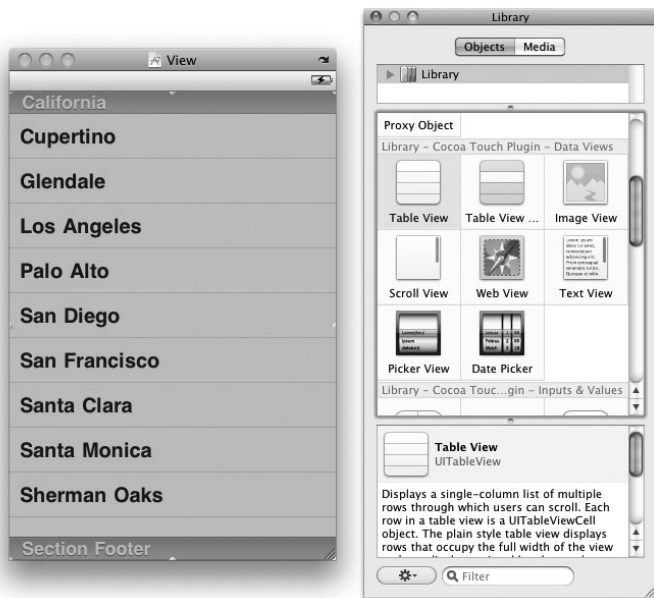 View
California
Cupertino
Glendale
Los Angeles
Palo Alto
San Diego
San Francisco
Santa Clara
Santa Monica
Sherman Oaks
Section Footer
Library
Objects Media
Library
Proxy Object
Library – Cocoa Touch Plugin – Data Views
Table View Table View ... Image View
Scroll View Web View Text View
Picker View Date Picker
Library – Cocoa Touc...gin – Inputs & Values
Table View
UITableView
Displays a single-column list of multiple
rows through which users can scroll. Each
row in a table view is a UITableViewCell
object. The plain style table view displays
rows that occupy the full width of the view
Filter